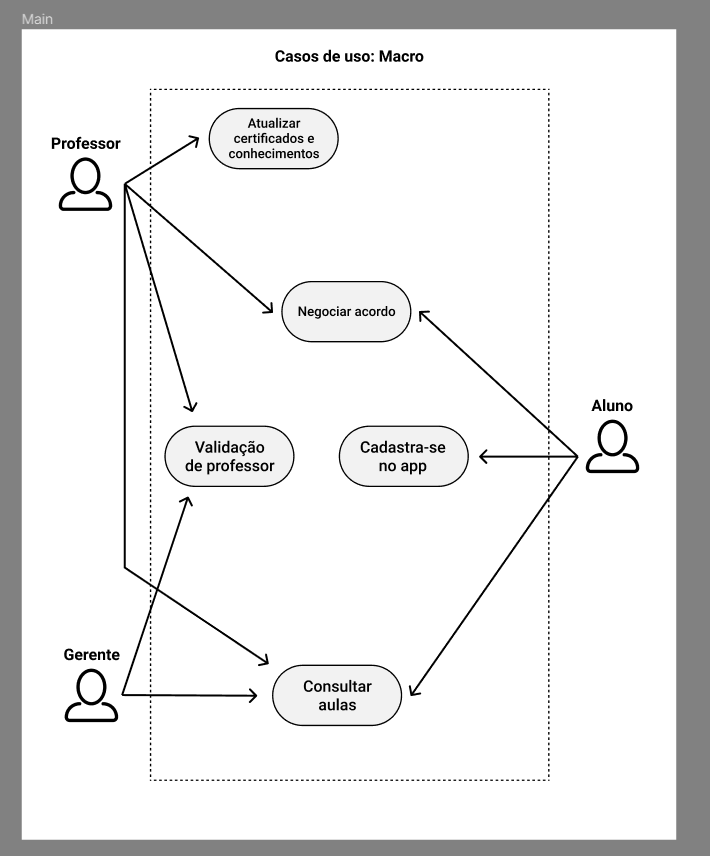 Main
Casos de uso: Macro
Atualizar
certificados e
conhecimentos
Professor
Negociar acordo
Aluno
Validação
de professor
Cadastra-se
no app
Gerente
Consultar
aulas